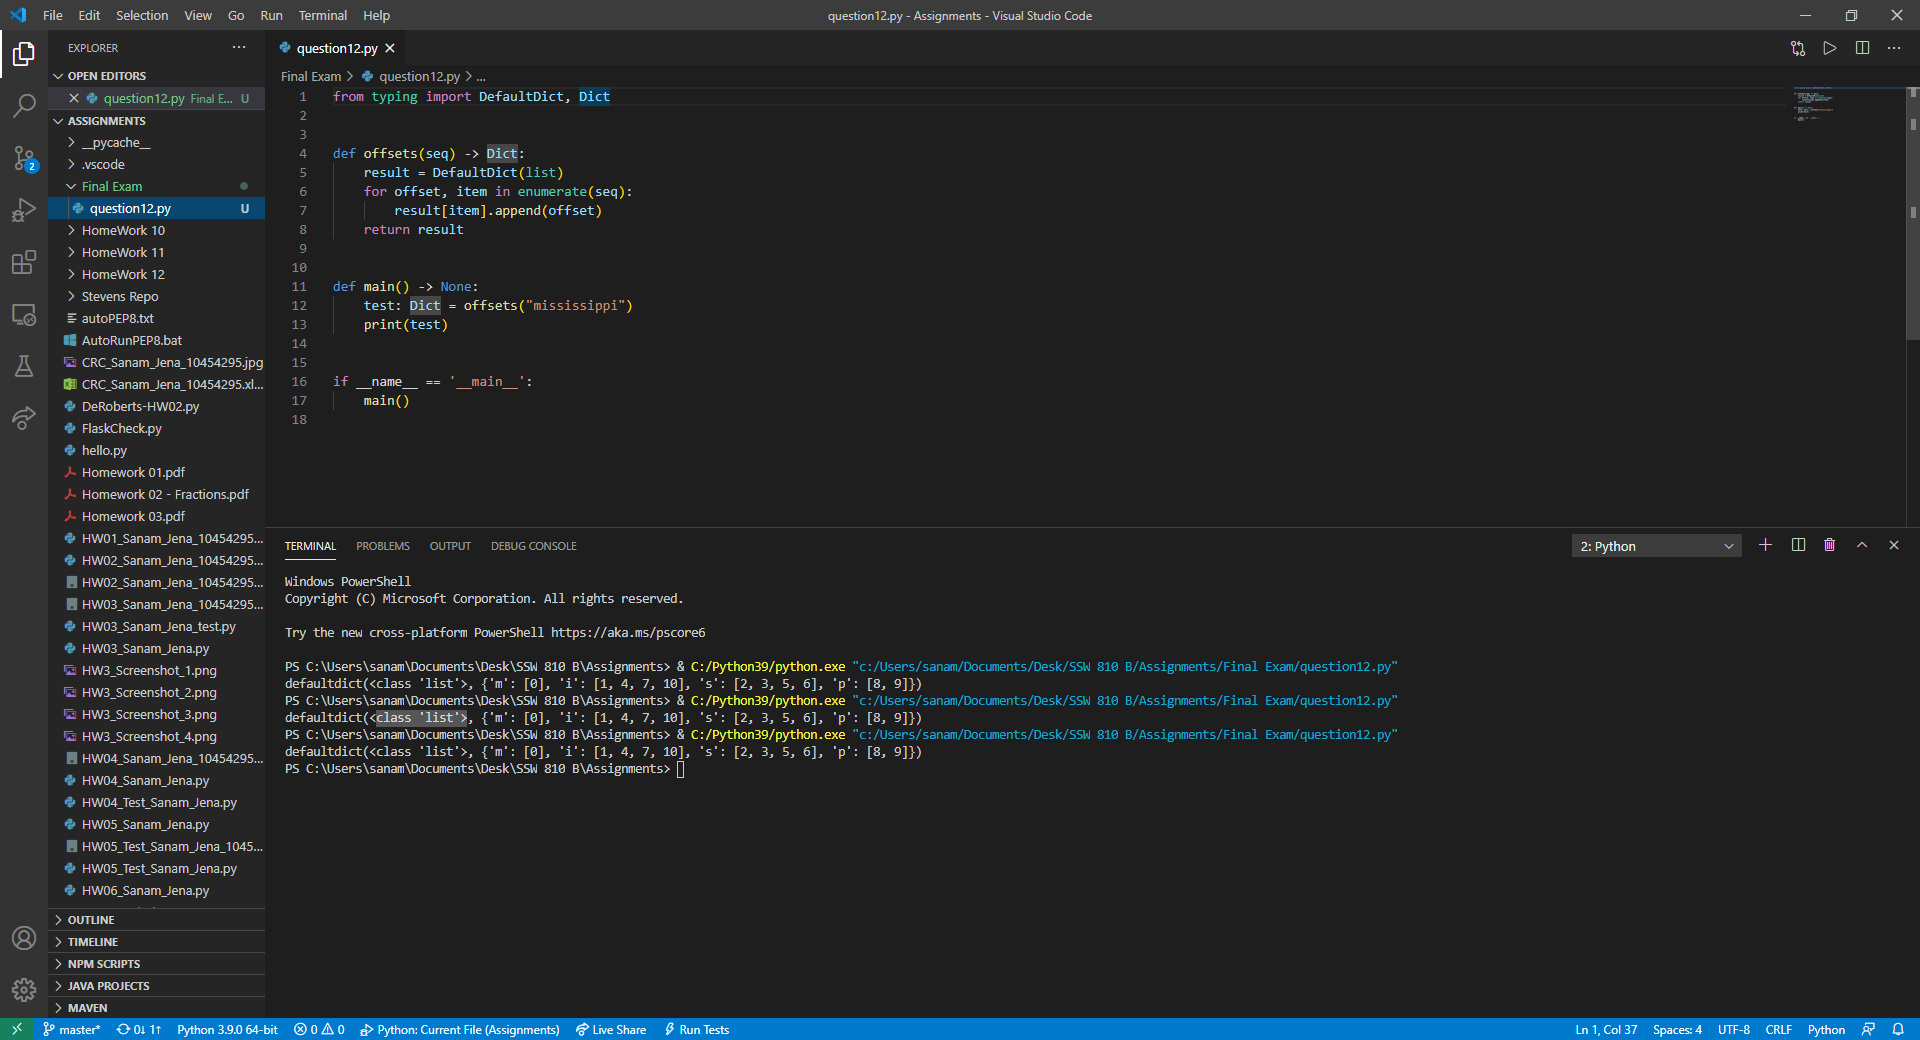 File Edit Selection View Go Run Terminal Help
question12.py - Assignments - Visual Studio Code
EXPLORER
OPEN EDITORS
question12.py Final E... U
ASSIGNMENTS
__pycache__
.vscode
Final Exam
question12.py U
HomeWork 10
HomeWork 11
HomeWork 12
Stevens Repo
autoPEP8.txt
AutoRunPEP8.bat
CRC_Sanam_Jena_10454295.jpg
CRC_Sanam_Jena_10454295.xl...
DeRoberts-HW02.py
FlaskCheck.py
hello.py
Homework 01.pdf
Homework 02 - Fractions.pdf
Homework 03.pdf
HW01_Sanam_Jena_10454295...
HW02_Sanam_Jena_10454295...
HW02_Sanam_Jena_10454295...
HW03_Sanam_Jena_10454295...
HW03_Sanam_Jena_test.py
HW03_Sanam_Jena.py
HW3_Screenshot_1.png
HW3_Screenshot_2.png
HW3_Screenshot_3.png
HW3_Screenshot_4.png
HW04_Sanam_Jena_10454295...
HW04_Sanam_Jena.py
HW04_Test_Sanam_Jena.py
HW05_Sanam_Jena.py
HW05_Test_Sanam_Jena_1045...
HW05_Test_Sanam_Jena.py
HW06_Sanam_Jena.py
OUTLINE
TIMELINE
NPM SCRIPTS
JAVA PROJECTS
MAVEN
2
question12.py
Final Exam > question12.py > ...
1 from typing import DefaultDict, Dict
2
3
4 def offsets(seq) -> Dict:
5     result = DefaultDict(list)
6     for offset, item in enumerate(seq):
7         result[item].append(offset)
8     return result
9
10
11 def main() -> None:
12     test: Dict = offsets("mississippi")
13     print(test)
14
15
16 if __name__ == '__main__':
17     main()
18
TERMINAL PROBLEMS OUTPUT DEBUG CONSOLE
2: Python
Windows PowerShell
Copyright (C) Microsoft Corporation. All rights reserved.
Try the new cross-platform PowerShell https://aka.ms/pscore6
PS C:\Users\sanam\Documents\Desk\SSW 810 B\Assignments> & C:/Python39/python.exe "c:/Users/sanam/Documents/Desk/SSW 810 B/Assignments/Final Exam/question12.py"
defaultdict(<class 'list'>, {'m': [0], 'i': [1, 4, 7, 10], 's': [2, 3, 5, 6], 'p': [8, 9]})
PS C:\Users\sanam\Documents\Desk\SSW 810 B\Assignments> & C:/Python39/python.exe "c:/Users/sanam/Documents/Desk/SSW 810 B/Assignments/Final Exam/question12.py"
defaultdict(<class 'list'>, {'m': [0], 'i': [1, 4, 7, 10], 's': [2, 3, 5, 6], 'p': [8, 9]})
PS C:\Users\sanam\Documents\Desk\SSW 810 B\Assignments> & C:/Python39/python.exe "c:/Users/sanam/Documents/Desk/SSW 810 B/Assignments/Final Exam/question12.py"
defaultdict(<class 'list'>, {'m': [0], 'i': [1, 4, 7, 10], 's': [2, 3, 5, 6], 'p': [8, 9]})
PS C:\Users\sanam\Documents\Desk\SSW 810 B\Assignments>
master* 0↓ 1↑ Python 3.9.0 64-bit 0 0 Python: Current File (Assignments) Live Share Run Tests
Ln 1, Col 37 Spaces: 4 UTF-8 CRLF Python